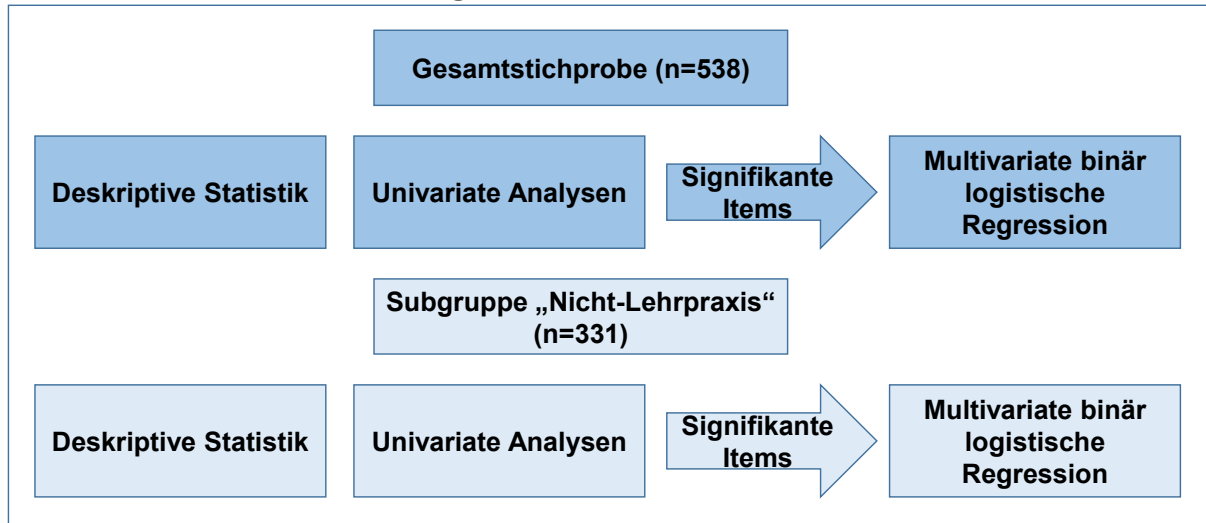 Gesamtstichprobe (n=538)
Deskriptive Statistik
Univariate Analysen
Signifikante
Items
Multivariate binär
logistische
Regression
Subgruppe „Nicht-Lehrpraxis“
(n=331)
Deskriptive Statistik
Univariate Analysen
Signifikante
Items
Multivariate binär
logistische
Regression